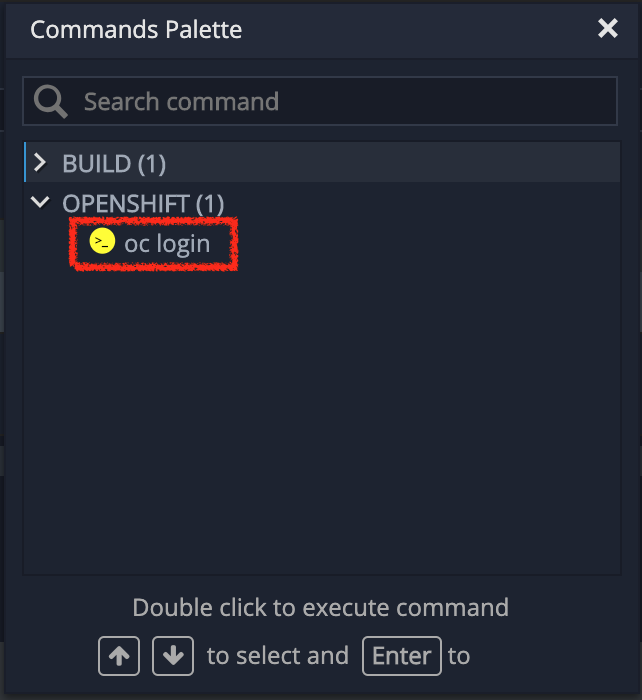 Commands Palette
Search command
BUILD (1)
OPENSHIFT (1)
>_ oc login
Double click to execute command
to select and Enter to